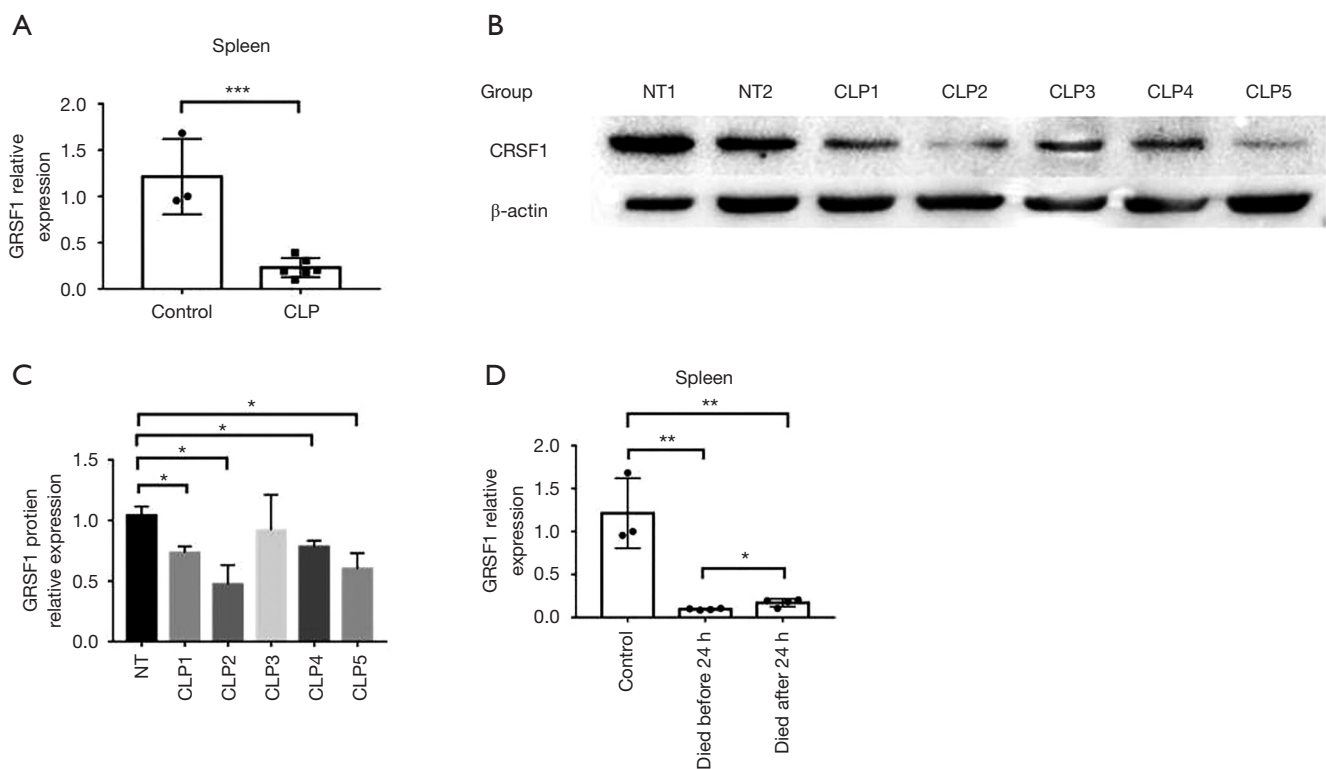 A
Spleen
***
GRSF1 relative
expression
2.0
1.5
1.0
0.5
0.0
Control
CLP
B
Group
NT1
NT2
CLP1
CLP2
CLP3
CLP4
CLP5
CRSF1
β-actin
C
*
*
*
*
GRSF1 protien
relative expression
1.5
1.0
0.5
0.0
NT
CLP1
CLP2
CLP3
CLP4
CLP5
D
Spleen
**
**
*
GRSF1 relative
expression
2.0
1.5
1.0
0.5
0.0
Control
Died before 24 h
Died after 24 h